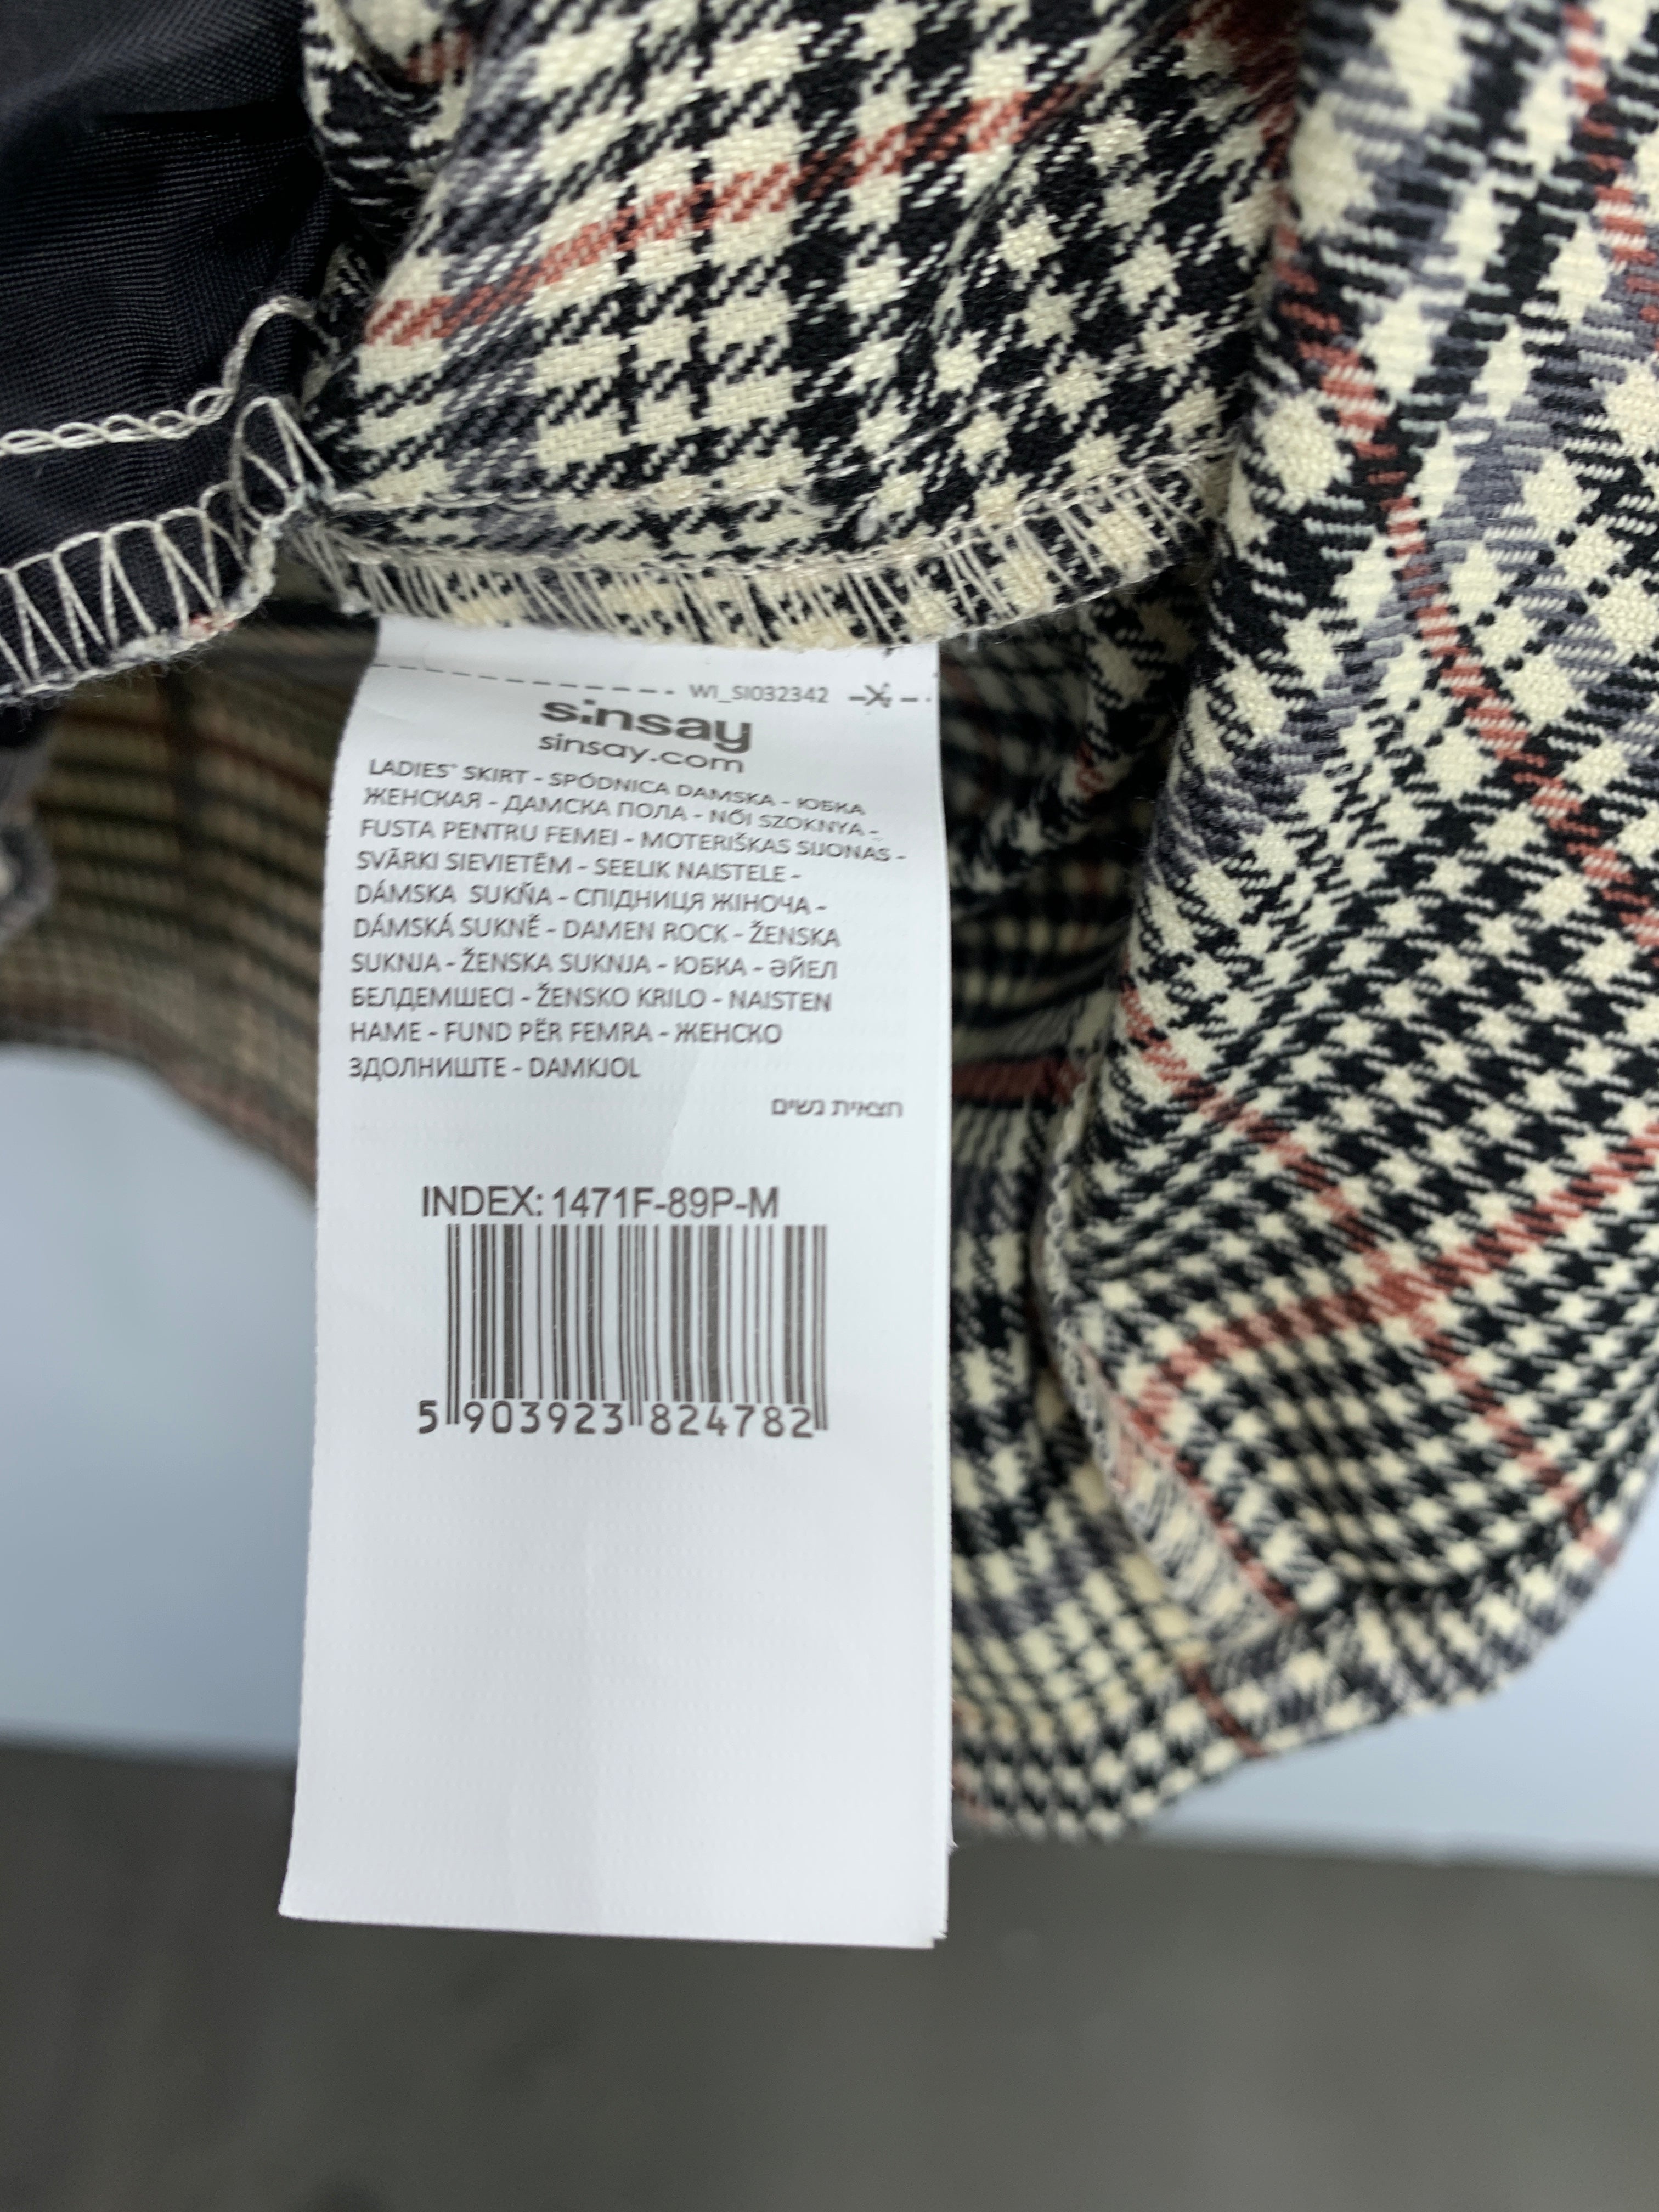 WI_SI032342
sinsay
sinsay.com
LADIES' SKIRT - SPÓDNICA DAMSKA - ЮБКА
ЖЕНСКАЯ - ДАМСКА ПОЛА - NŐI SZOKNYA -
FUSTA PENTRU FEMEI - MOTERIŠKAS SIJONAS -
SVĀRKI SIEVIETĒM - SEELIK NAISTELE -
DÁMSKA SUKŇA - СПІДНИЦЯ ЖІНОЧА -
DÁMSKÁ SUKNĚ - DAMEN ROCK - ŽENSKA
SUKNJA - ŽENSKA SUKNJA - ЮБКА - ӘЙЕЛ
БЕЛДЕМШЕСІ - ŽENSKO KRILO - NAISTEN
HAME - FUND PËR FEMRA - ЖЕНСКО
ЗДОЛНИШТЕ - DAMKJOL
חצאית נשים
INDEX: 1471F-89P-M
5 903923 824782